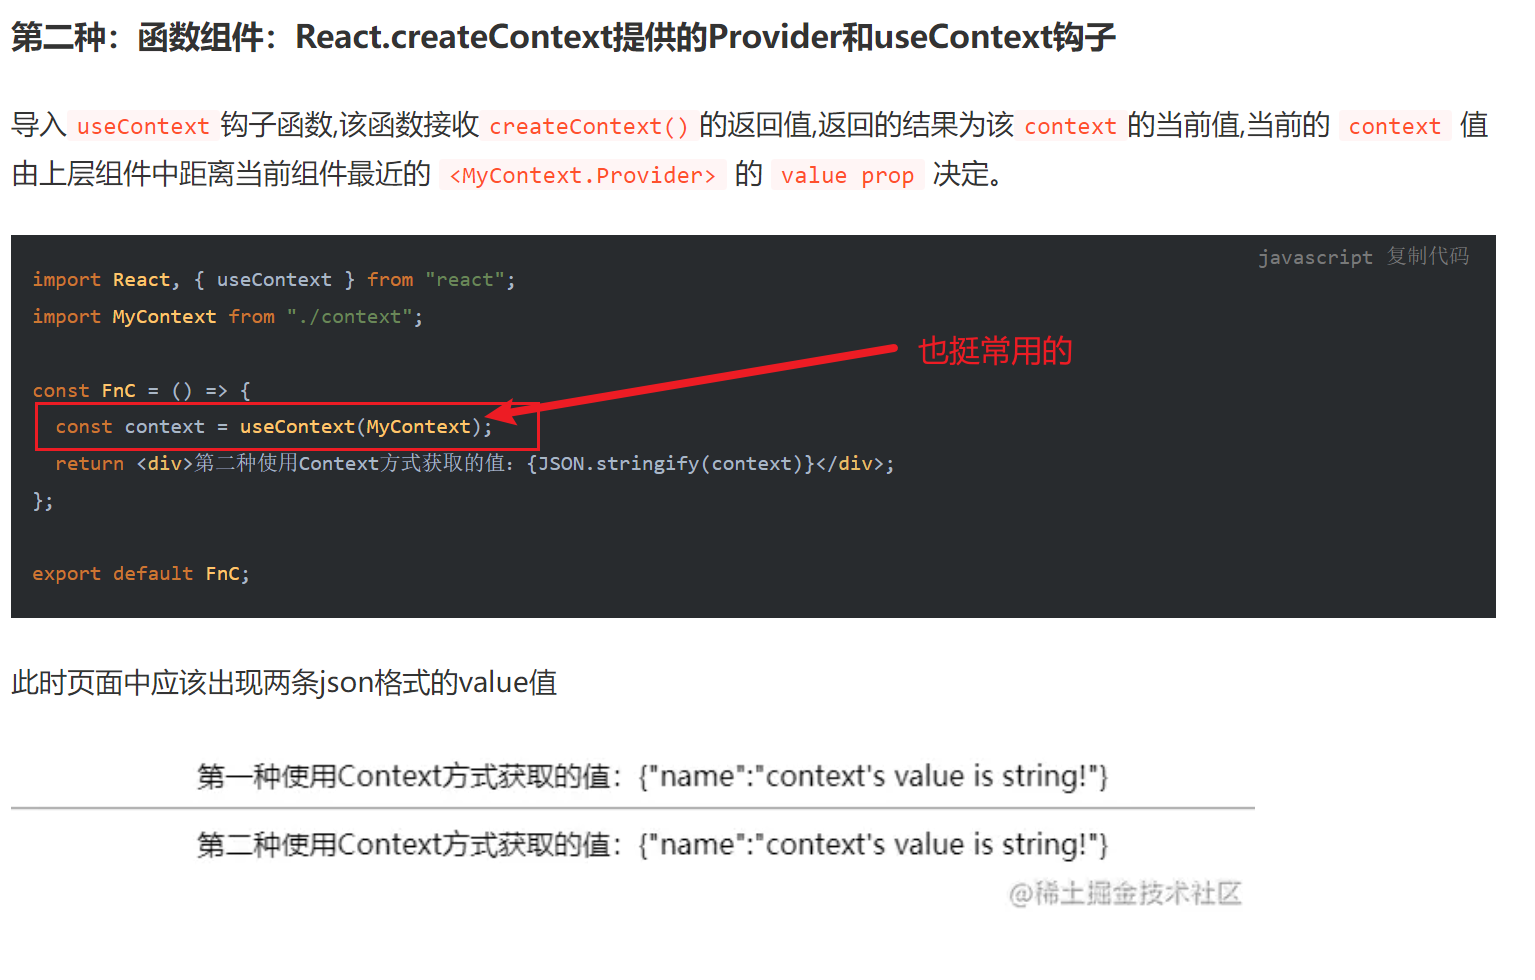 第二种：函数组件：React.createContext提供的Provider和useContext钩子
导入 useContext 钩子函数,该函数接收 createContext() 的返回值,返回的结果为该 context 的当前值,当前的 context 值
由上层组件中距离当前组件最近的 <MyContext.Provider> 的 value prop 决定。
javascript 复制代码
import React, { useContext } from "react";
import MyContext from "./context";
也挺常用的
const FnC = () => {
  const context = useContext(MyContext);
  return <div>第二种使用Context方式获取的值：{JSON.stringify(context)}</div>;
};
export default FnC;
此时页面中应该出现两条json格式的value值
第一种使用Context方式获取的值：{"name":"context's value is string!"}
第二种使用Context方式获取的值：{"name":"context's value is string!"}
@稀土掘金技术社区